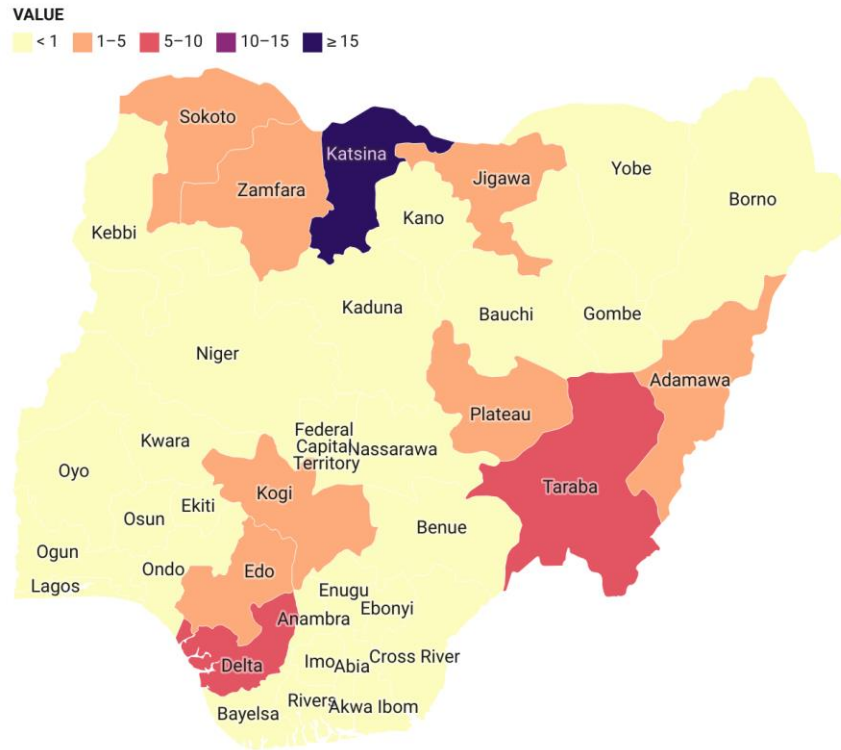 VALUE
< 1 1–5 5–10 10–15 ≥ 15
Sokoto
Katsina
Zamfara
Jigawa
Yobe
Borno
Kano
Kebbi
Kaduna
Bauchi
Gombe
Niger
Adamawa
Plateau
Federal
Capital
Territory
Nassarawa
Kwara
Oyo
Kogi
Taraba
Ekiti
Osun
Benue
Ogun
Ondo
Edo
Lagos
Enugu
Ebonyi
Anambra
Delta
Imo
Abia
Cross River
Bayelsa
Rivers
Akwa Ibom